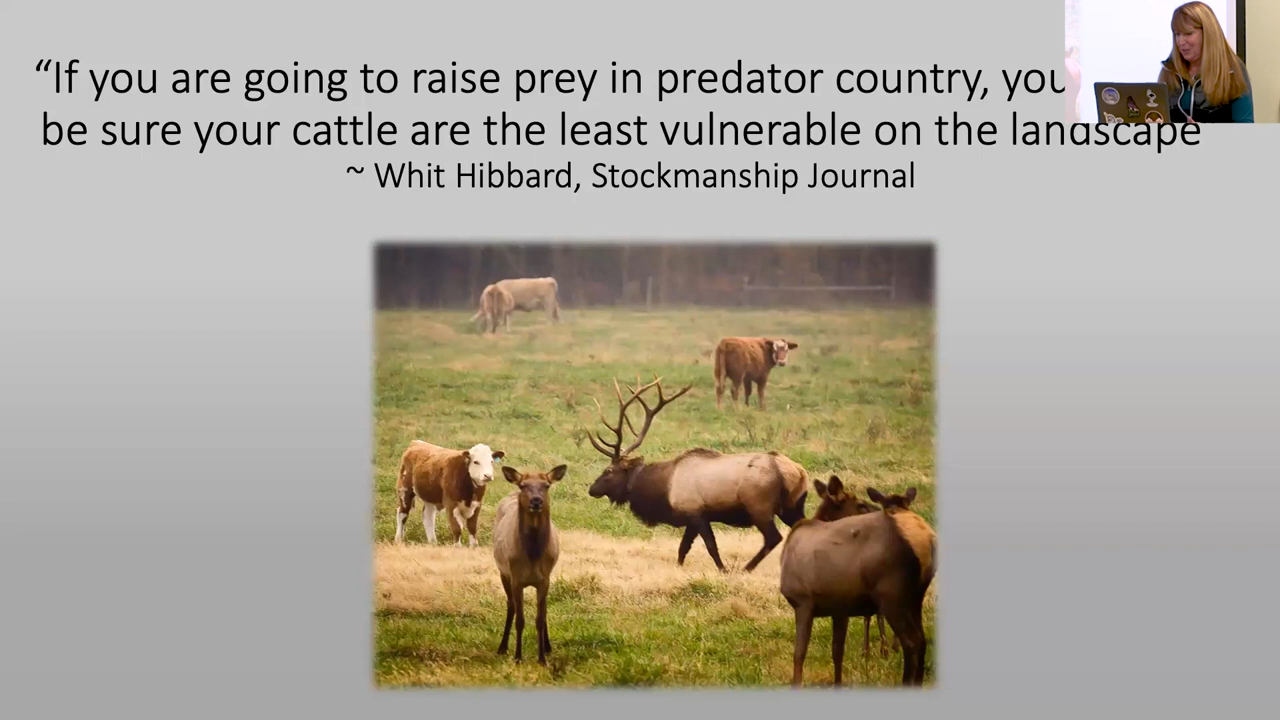 “If you are going to raise prey in predator country, you
be sure your cattle are the least vulnerable on the landscape
~ Whit Hibbard, Stockmanship Journal